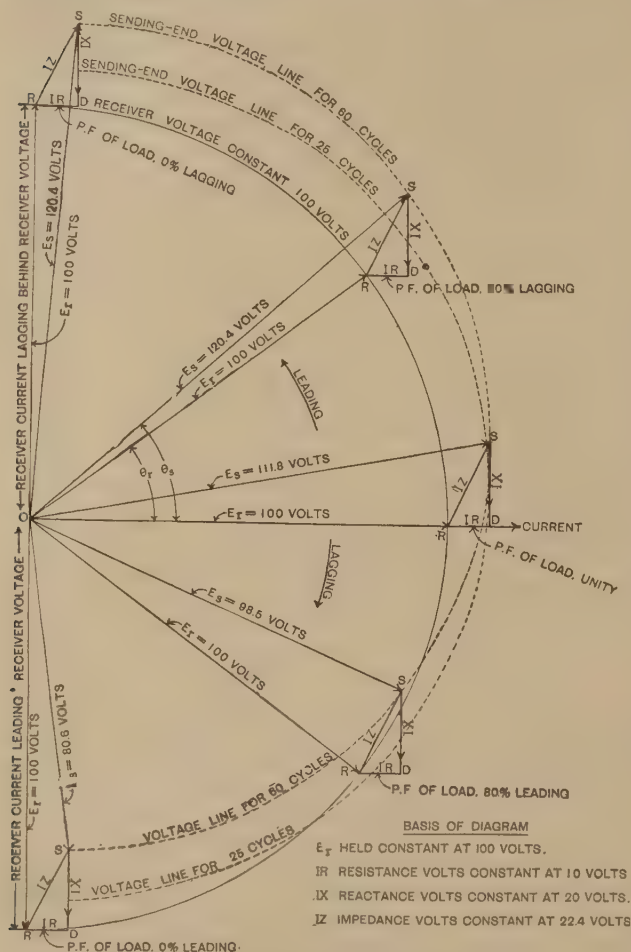 S
SENDING-END VOLTAGE LINE FOR 60 CYCLES
IZ
IX
SENDING-END VOLTAGE LINE FOR 25 CYCLES
R
IR
D
RECEIVER VOLTAGE CONSTANT 100 VOLTS
P.F. OF LOAD, 0% LAGGING
RECEIVER CURRENT LAGGING BEHIND RECEIVER VOLTAGE
Es = 120.4 VOLTS
Er = 100 VOLTS
S
IZ
IX
R
IR
D
P.F. OF LOAD, 80% LAGGING
Es = 120.4 VOLTS
Er = 100 VOLTS
LEADING
θr
θs
S
Es = 111.8 VOLTS
IZ
IX
O
Er = 100 VOLTS
R
IR
D
CURRENT
P.F. OF LOAD, UNITY
LAGGING
Es = 98.5 VOLTS
Er = 100 VOLTS
S
IZ
IX
R
IR
D
P.F. OF LOAD, 80% LEADING
RECEIVER CURRENT LEADING RECEIVER VOLTAGE
Er = 100 VOLTS
s = 80.6 VOLTS
S
VOLTAGE LINE FOR 60 CYCLES
IZ
IX
VOLTAGE LINE FOR 25 CYCLES
R
IR
D
P.F. OF LOAD, 0% LEADING.
BASIS OF DIAGRAM
Er HELD CONSTANT AT 100 VOLTS.
IR RESISTANCE VOLTS CONSTANT AT 10 VOLTS
IX REACTANCE VOLTS CONSTANT AT 20 VOLTS.
IZ IMPEDANCE VOLTS CONSTANT AT 22.4 VOLTS